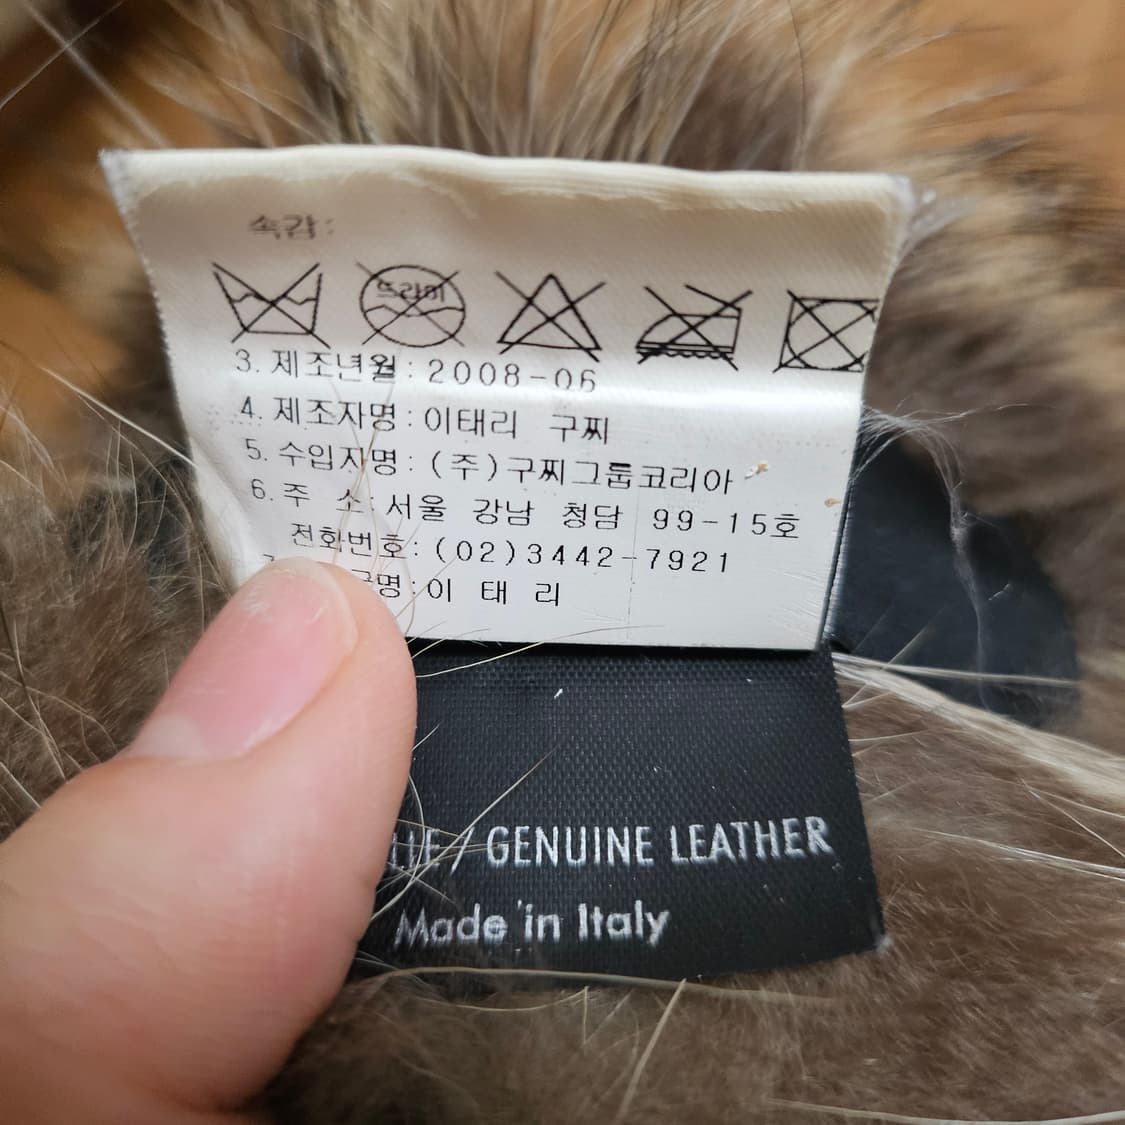 속감:
드라이
3. 제조년월: 2008-06
4. 제조자명: 이태리 구찌
5. 수입자명: (주)구찌그룹코리아
6. 주 소: 서울 강남 청담 99-15호
전화번호: (02)3442-7921
이 태 리
/ GENUINE LEATHER
Made in Italy